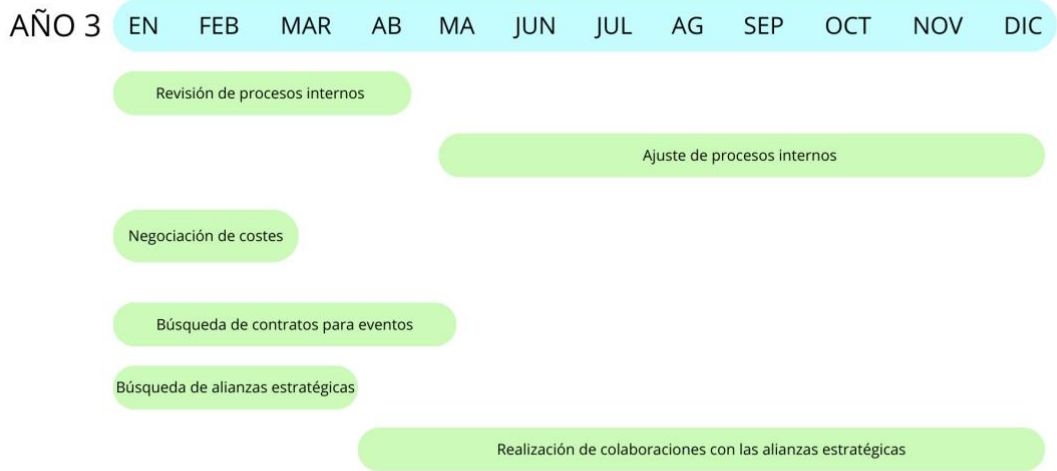 AÑO 3 EN FEB MAR AB MA JUN JUL AG SEP OCT NOV DIC
Revisión de procesos internos
Ajuste de procesos internos
Negociación de costes
Búsqueda de contratos para eventos
Búsqueda de alianzas estratégicas
Realización de colaboraciones con las alianzas estratégicas